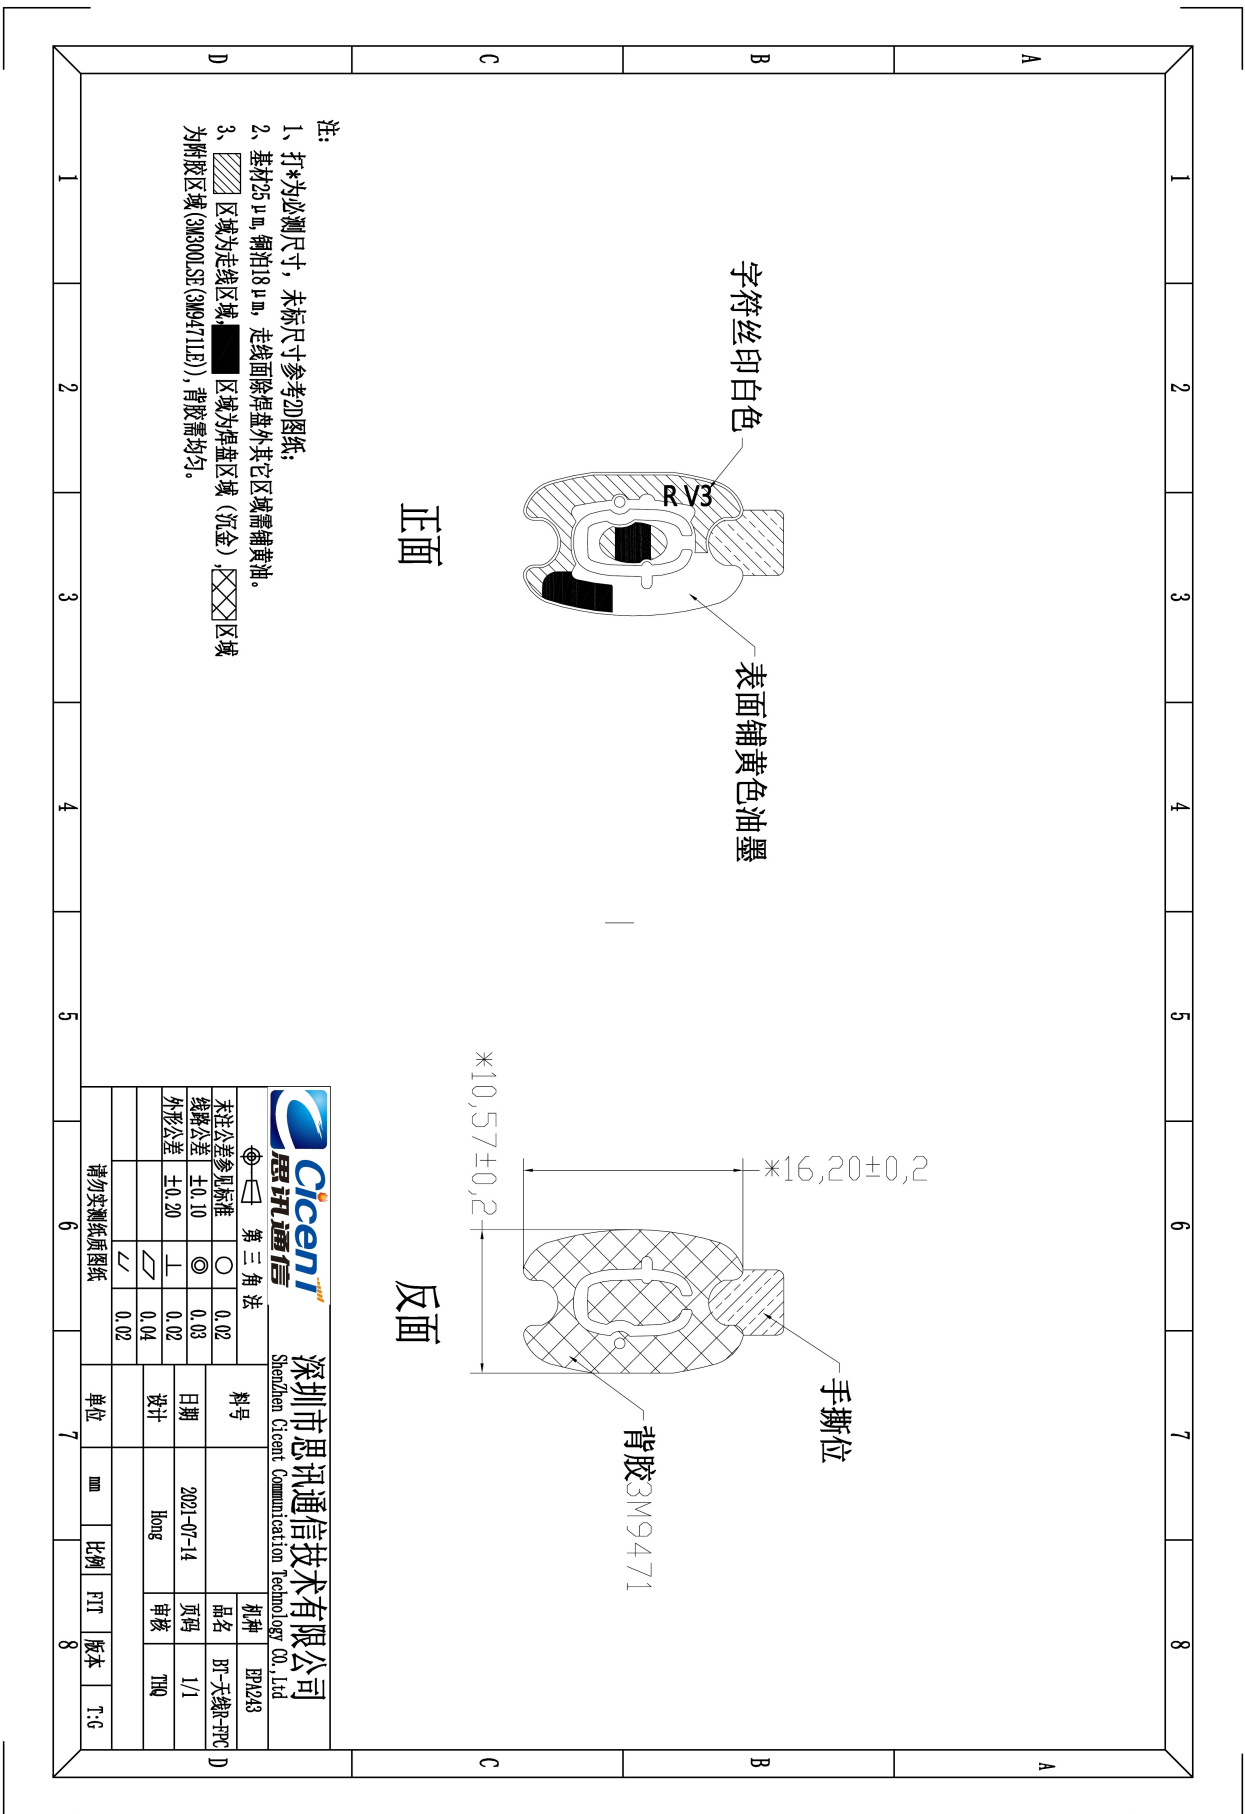 1
2
3
4
5
6
7
8
A
A
B
B
C
C
D
D
1
2
3
4
5
6
7
8
字符丝印白色
R V3
表面铺黄色油墨
正面
*16,20±0,2
*10,57±0,2
手撕位
背胶3M9471
反面
注:
1、打*为必测尺寸，未标尺寸参考2D图纸;
2、基材25μm,铜泊18μm，走线面除焊盘外其它区域需铺黄油。
3、区域为走线区域,区域为焊盘区域（沉金）,区域
为附胶区域(3M300LSE(3M9471LE)),背胶需均匀。
Cicent
思讯通信
深圳市思讯通信技术有限公司
ShenZhen Cicent Communication Technology CO.,Ltd
第三角法
料号
机种 EPA243
未注公差参见标准 0.02
品名 BT-天线R-FPC
线路公差 ±0.10 0.03
日期 2021-07-14 页码 1/1
外形公差 ±0.20 0.02
设计 Hong 审核 THQ
0.04
0.02
请勿实测纸质图纸
单位 mm 比例 FIT 版本 T:G